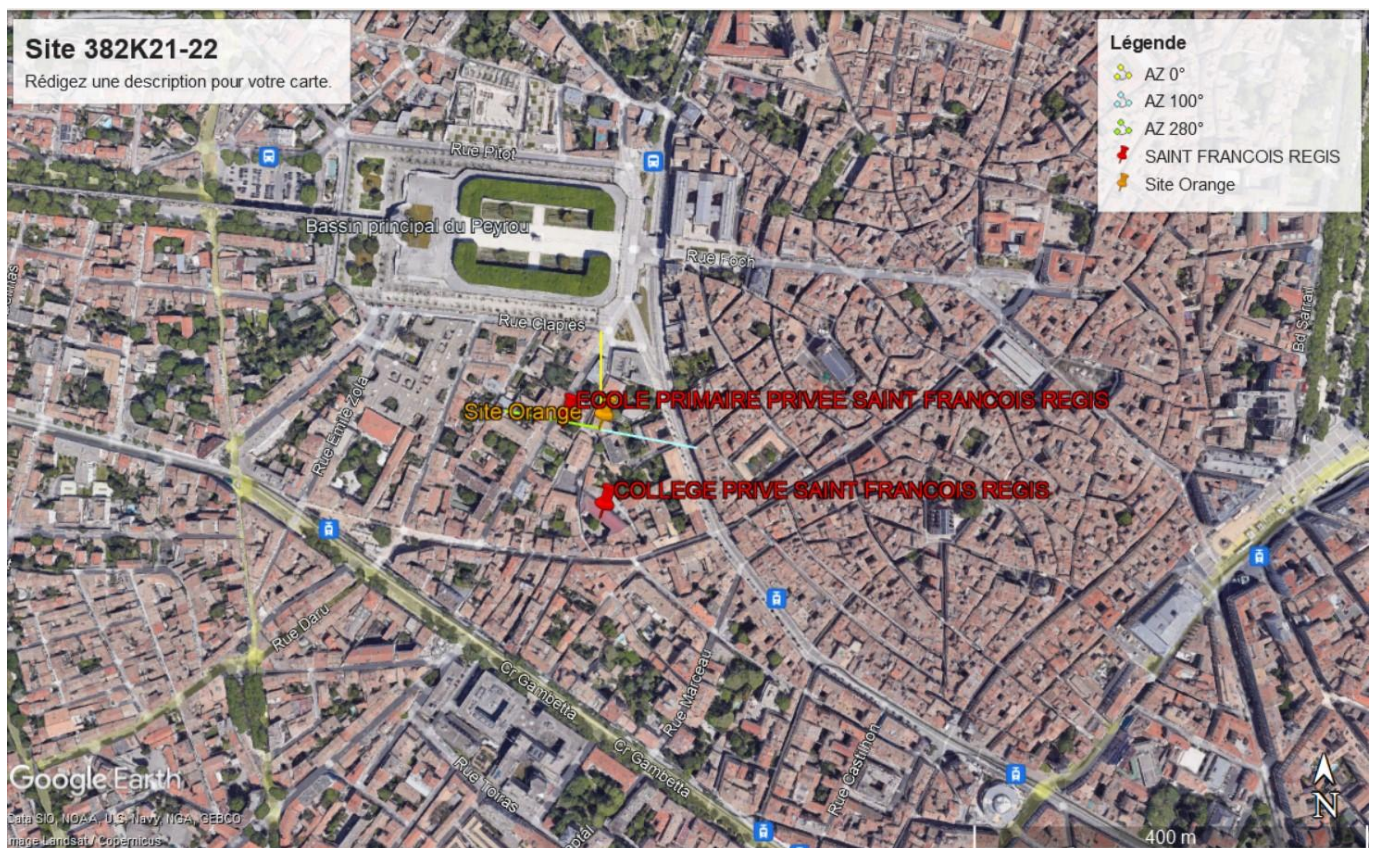 Site 382K21-22
Rédigez une description pour votre carte.
Légende
AZ 0°
AZ 100°
AZ 280°
SAINT FRANCOIS REGIS
Site Orange
Rue Pitot
Bassin principal du Peyrou
Rue Foch
Rue Clapiès
Bd Sarrail
Rue Emile Zola
Site Orange
ECOLE PRIMAIRE PRIVEE SAINT FRANCOIS REGIS
COLLEGE PRIVE SAINT FRANCOIS REGIS
Rue Daru
Cr Gambetta
Rue Marceau
Cr Gambetta
Rue Castilhon
Rue Toiras
Google Earth
Data SIO, NOAA, U.S. Navy, NGA, GEBCO
Image Landsat / Copernicus
N
400 m